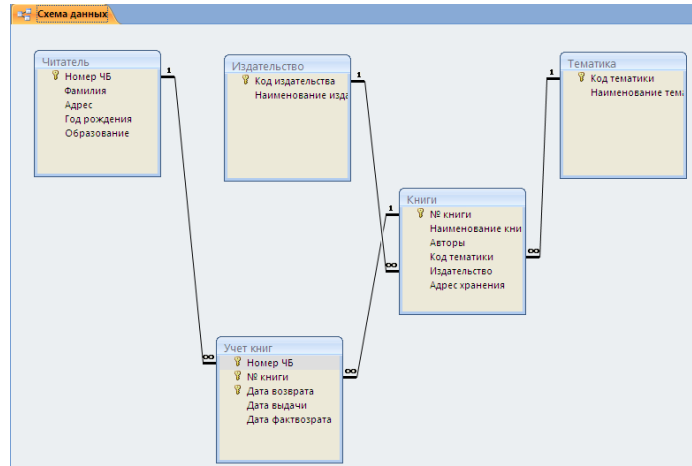 Схема данных
Читатель
Номер ЧБ
Фамилия
Адрес
Год рождения
Образование
1
Издательство
Код издательства
Наименование изда
1
Тематика
Код тематики
Наименование тема
1
Книги
№ книги
Наименование кни
Авторы
Код тематики
Издательство
Адрес хранения
1
∞
∞
Учет книг
Номер ЧБ
№ книги
Дата возврата
Дата выдачи
Дата фактвозрата
∞
∞